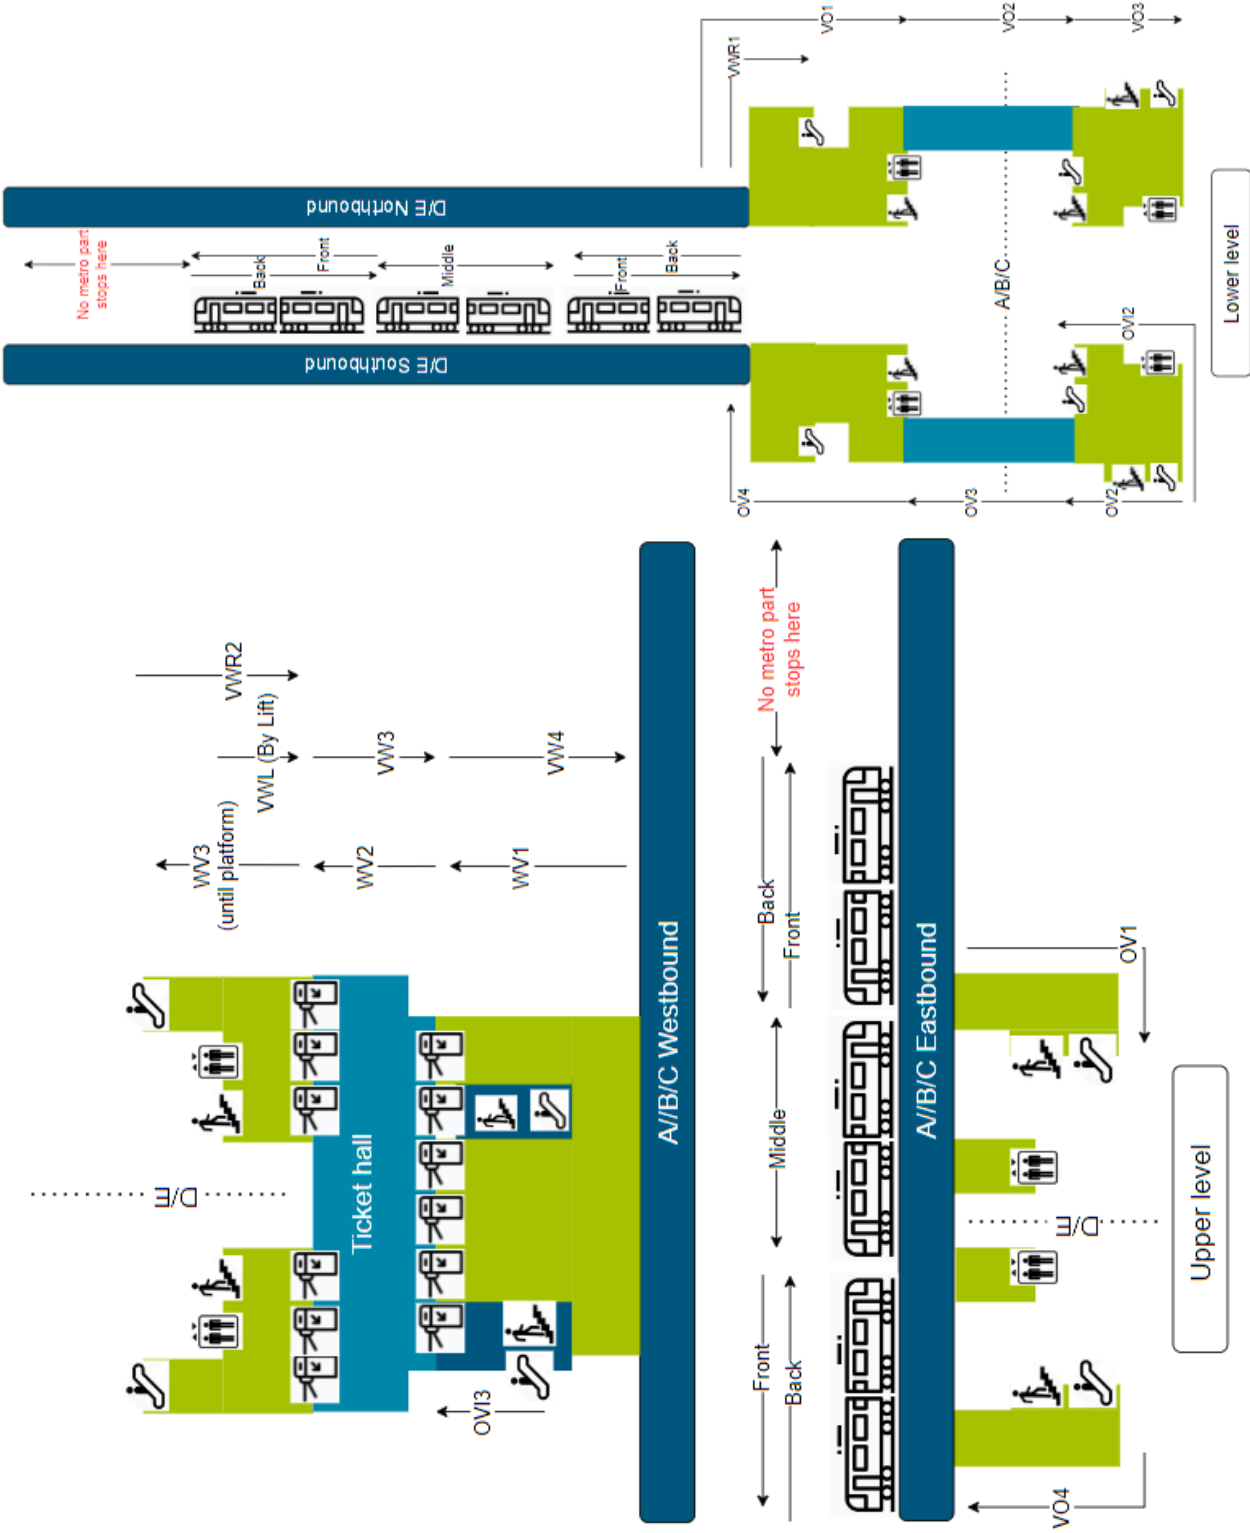 VO1
VO2
VO3
VWR1
D/E Northbound
No metro part
stops here
Back
Front
Middle
Front
Back
A/B/C
D/E Southbound
OVI2
OV4
OV3
OV2
Lower level
VWR2
VWL (By Lift)
VW3
VW4
WV3
(until platform)
WV2
WV1
D/E
Ticket hall
OVI3
A//B/C Westbound
No metro part
stops here
Back
Front
Middle
Front
Back
A//B/C Eastbound
OV1
D/E
VO4
Upper level